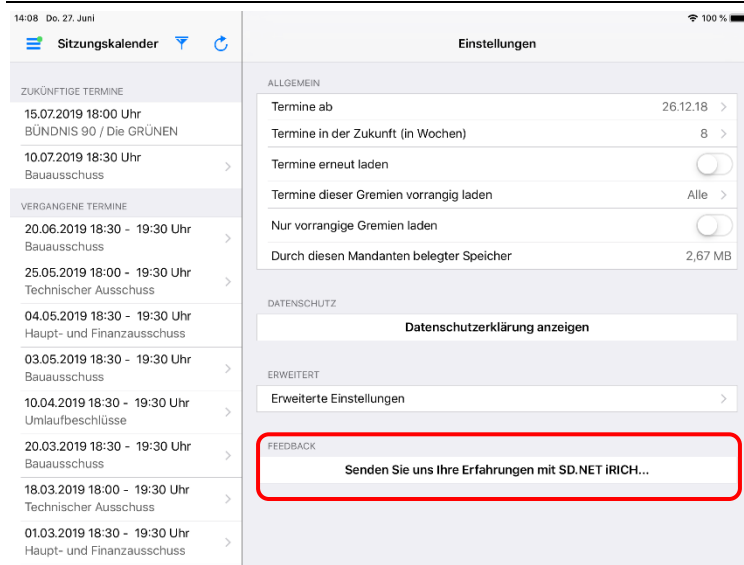 14:08 Do. 27. Juni
100 %
Sitzungskalender
Einstellungen
ZUKÜNFTIGE TERMINE
15.07.2019 18:00 Uhr
BÜNDNIS 90 / Die GRÜNEN
10.07.2019 18:30 Uhr
Bauausschuss
VERGANGENE TERMINE
20.06.2019 18:30 - 19:30 Uhr
Bauausschuss
25.05.2019 18:00 - 19:30 Uhr
Technischer Ausschuss
04.05.2019 18:30 - 19:30 Uhr
Haupt- und Finanzausschuss
03.05.2019 18:30 - 19:30 Uhr
Bauausschuss
10.04.2019 18:30 - 19:30 Uhr
Umlaufbeschlüsse
20.03.2019 18:30 - 19:30 Uhr
Bauausschuss
18.03.2019 18:00 - 19:30 Uhr
Technischer Ausschuss
01.03.2019 18:30 - 19:30 Uhr
Haupt- und Finanzausschuss
ALLGEMEIN
Termine ab 26.12.18
Termine in der Zukunft (in Wochen) 8
Termine erneut laden
Termine dieser Gremien vorrangig laden Alle
Nur vorrangige Gremien laden
Durch diesen Mandanten belegter Speicher 2,67 MB
DATENSCHUTZ
Datenschutzerklärung anzeigen
ERWEITERT
Erweiterte Einstellungen
FEEDBACK
Senden Sie uns Ihre Erfahrungen mit SD.NET iRICH...